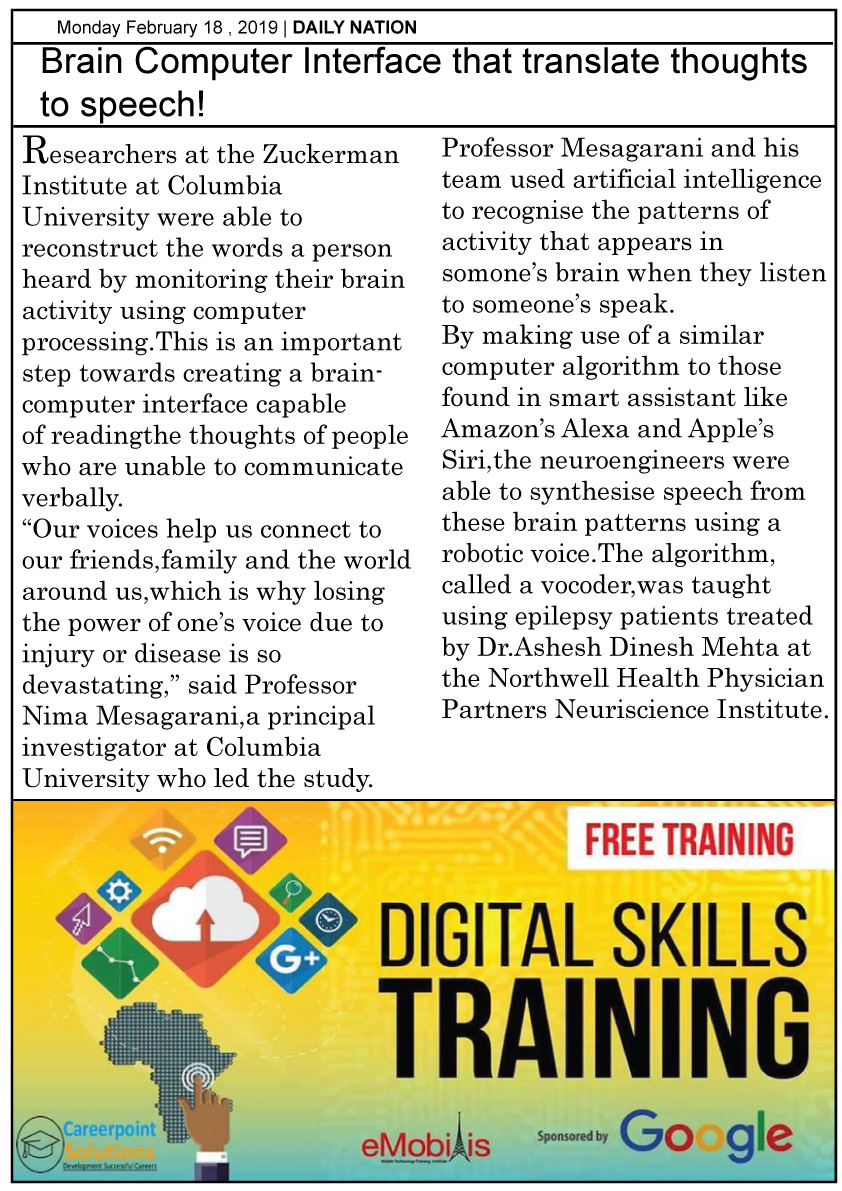 Monday February 18 , 2019 | DAILY NATION
Brain Computer Interface that translate thoughts
to speech!
Researchers at the Zuckerman
Institute at Columbia
University were able to
reconstruct the words a person
heard by monitoring their brain
activity using computer
processing.This is an important
step towards creating a brain-
computer interface capable
of readingthe thoughts of people
who are unable to communicate
verbally.
“Our voices help us connect to
our friends,family and the world
around us,which is why losing
the power of one’s voice due to
injury or disease is so
devastating,” said Professor
Nima Mesagarani,a principal
investigator at Columbia
University who led the study.
Professor Mesagarani and his
team used artificial intelligence
to recognise the patterns of
activity that appears in
somone’s brain when they listen
to someone’s speak.
By making use of a similar
computer algorithm to those
found in smart assistant like
Amazon’s Alexa and Apple’s
Siri,the neuroengineers were
able to synthesise speech from
these brain patterns using a
robotic voice.The algorithm,
called a vocoder,was taught
using epilepsy patients treated
by Dr.Ashesh Dinesh Mehta at
the Northwell Health Physician
Partners Neuriscience Institute.
FREE TRAINING
DIGITAL SKILLS
TRAINING
G+
Careerpoint
Solutions
Development Successful Careers
eMobilis
Mobile Technology Training Institute
Sponsored by Google